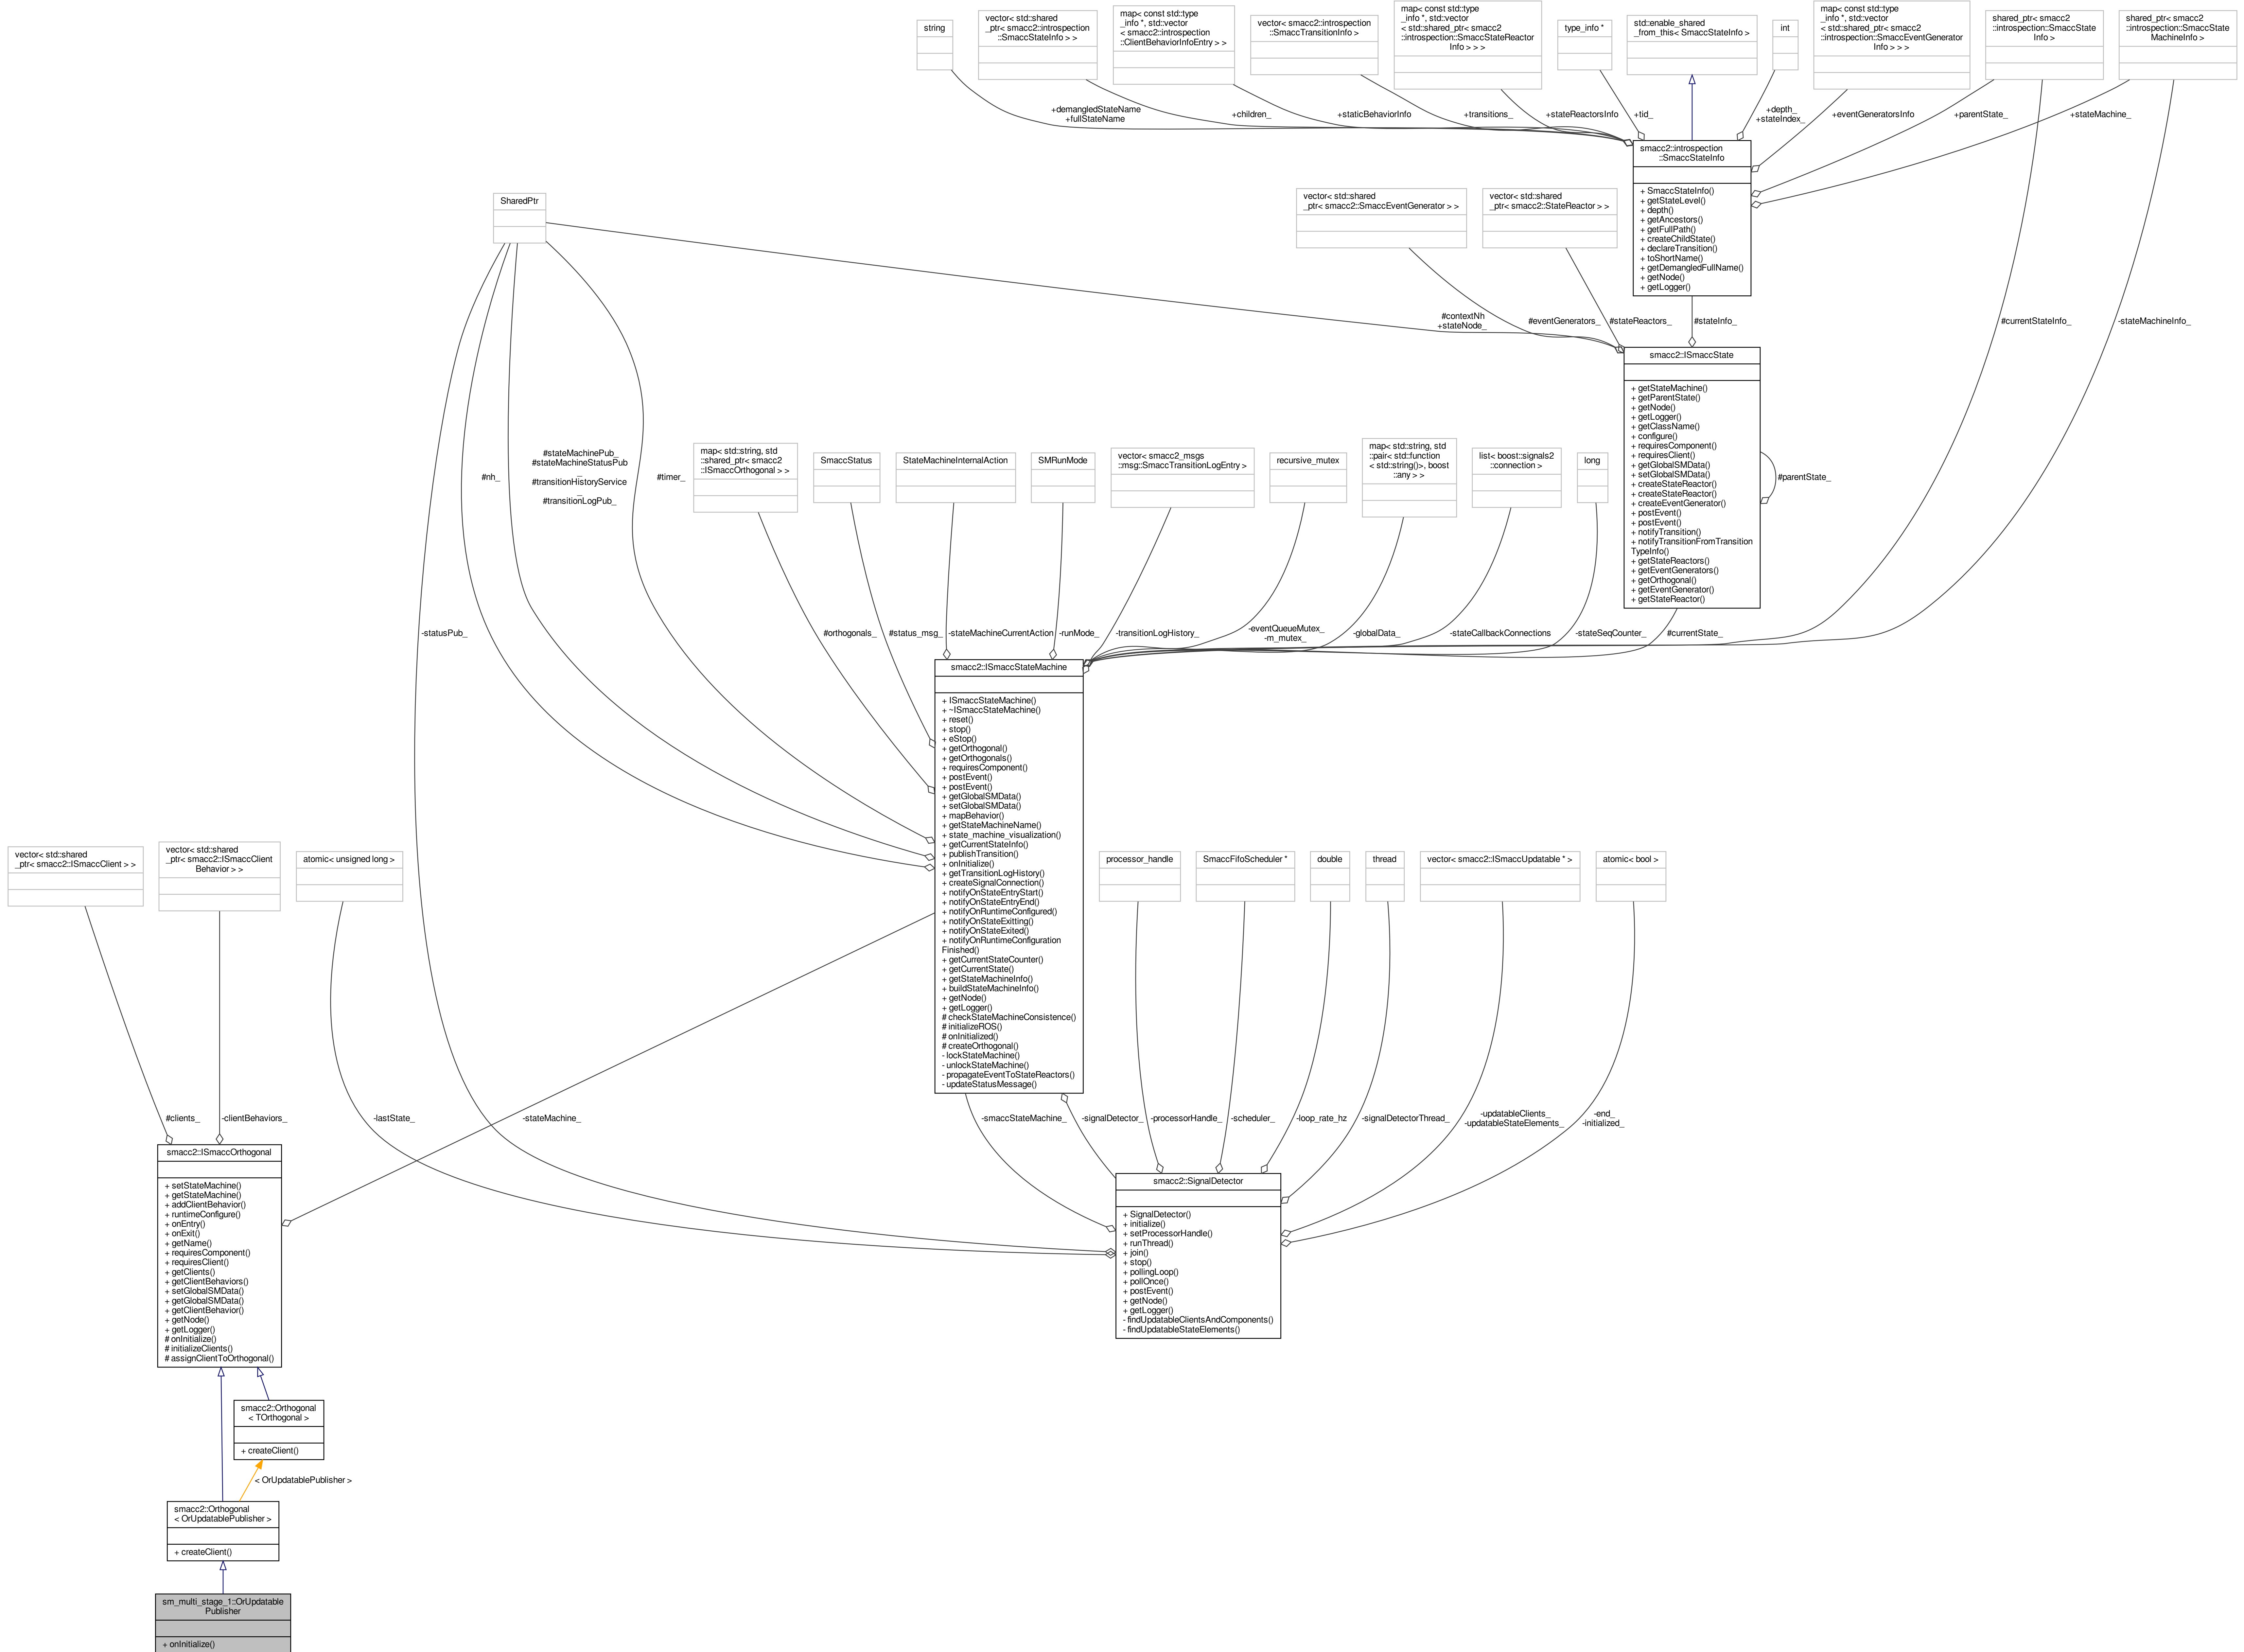 string
vector< std::shared
_ptr< smacc2::introspection
::SmaccStateInfo > >
map< const std::type
_info *, std::vector
< smacc2::introspection
::ClientBehaviorInfoEntry > >
vector< smacc2::introspection
::SmaccTransitionInfo >
map< const std::type
_info *, std::vector
< std::shared_ptr< smacc2
::introspection::SmaccStateReactor
Info > > >
type_info *
std::enable_shared
_from_this< SmaccStateInfo >
int
map< const std::type
_info *, std::vector
< std::shared_ptr< smacc2
::introspection::SmaccEventGenerator
Info > > >
shared_ptr< smacc2
::introspection::SmaccState
Info >
shared_ptr< smacc2
::introspection::SmaccState
MachineInfo >
+demangledStateName
+fullStateName
+children_
+staticBehaviorInfo
+transitions_
+stateReactorsInfo
+tid_
+depth_
+stateIndex_
+eventGeneratorsInfo
+parentState_
+stateMachine_
smacc2::introspection
::SmaccStateInfo
+ SmaccStateInfo()
+ getStateLevel()
+ depth()
+ getAncestors()
+ getFullPath()
+ createChildState()
+ declareTransition()
+ toShortName()
+ getDemangledFullName()
+ getNode()
+ getLogger()
SharedPtr
vector< std::shared
_ptr< smacc2::SmaccEventGenerator > >
vector< std::shared
_ptr< smacc2::StateReactor > >
#contextNh
+stateNode_
#eventGenerators_
#stateReactors_
#stateInfo_
#currentStateInfo_
-stateMachineInfo_
smacc2::ISmaccState
+ getStateMachine()
+ getParentState()
+ getNode()
+ getLogger()
+ getClassName()
+ configure()
+ requiresComponent()
+ requiresClient()
+ getGlobalSMData()
+ setGlobalSMData()
+ createStateReactor()
+ createStateReactor()
+ createEventGenerator()
+ postEvent()
+ postEvent()
+ notifyTransition()
+ notifyTransitionFromTransition
TypeInfo()
+ getStateReactors()
+ getEventGenerators()
+ getOrthogonal()
+ getEventGenerator()
+ getStateReactor()
#parentState_
#nh_
#stateMachinePub_
#stateMachineStatusPub
_
#transitionHistoryService
_
#transitionLogPub_
#timer_
map< std::string, std
::shared_ptr< smacc2
::ISmaccOrthogonal > >
SmaccStatus
StateMachineInternalAction
SMRunMode
vector< smacc2_msgs
::msg::SmaccTransitionLogEntry >
recursive_mutex
map< std::string, std
::pair< std::function
< std::string()>, boost
::any > >
list< boost::signals2
::connection >
long
-statusPub_
#orthogonals_
#status_msg_
-stateMachineCurrentAction
-runMode_
-transitionLogHistory_
-eventQueueMutex_
-m_mutex_
-globalData_
-stateCallbackConnections
-stateSeqCounter_
#currentState_
smacc2::ISmaccStateMachine
+ ISmaccStateMachine()
+ ~ISmaccStateMachine()
+ reset()
+ stop()
+ eStop()
+ getOrthogonal()
+ getOrthogonals()
+ requiresComponent()
+ postEvent()
+ postEvent()
+ getGlobalSMData()
+ setGlobalSMData()
+ mapBehavior()
+ getStateMachineName()
+ state_machine_visualization()
+ getCurrentStateInfo()
+ publishTransition()
+ onInitialize()
+ getTransitionLogHistory()
+ createSignalConnection()
+ notifyOnStateEntryStart()
+ notifyOnStateEntryEnd()
+ notifyOnRuntimeConfigured()
+ notifyOnStateExitting()
+ notifyOnStateExited()
+ notifyOnRuntimeConfiguration
Finished()
+ getCurrentStateCounter()
+ getCurrentState()
+ getStateMachineInfo()
+ buildStateMachineInfo()
+ getNode()
+ getLogger()
# checkStateMachineConsistence()
# initializeROS()
# onInitialized()
# createOrthogonal()
- lockStateMachine()
- unlockStateMachine()
- propagateEventToStateReactors()
- updateStatusMessage()
vector< std::shared
_ptr< smacc2::ISmaccClient > >
vector< std::shared
_ptr< smacc2::ISmaccClient
Behavior > >
atomic< unsigned long >
processor_handle
SmaccFifoScheduler *
double
thread
vector< smacc2::ISmaccUpdatable * >
atomic< bool >
#clients_
-clientBehaviors_
-lastState_
-stateMachine_
-smaccStateMachine_
-signalDetector_
-processorHandle_
-scheduler_
-loop_rate_hz
-signalDetectorThread_
-updatableClients_
-updatableStateElements_
-end_
-initialized_
smacc2::ISmaccOrthogonal
+ setStateMachine()
+ getStateMachine()
+ addClientBehavior()
+ runtimeConfigure()
+ onEntry()
+ onExit()
+ getName()
+ requiresComponent()
+ requiresClient()
+ getClients()
+ getClientBehaviors()
+ setGlobalSMData()
+ getGlobalSMData()
+ getClientBehavior()
+ getNode()
+ getLogger()
# onInitialize()
# initializeClients()
# assignClientToOrthogonal()
smacc2::SignalDetector
+ SignalDetector()
+ initialize()
+ setProcessorHandle()
+ runThread()
+ join()
+ stop()
+ pollingLoop()
+ pollOnce()
+ postEvent()
+ getNode()
+ getLogger()
- findUpdatableClientsAndComponents()
- findUpdatableStateElements()
smacc2::Orthogonal
< TOrthogonal >
+ createClient()
< OrUpdatablePublisher >
smacc2::Orthogonal
< OrUpdatablePublisher >
+ createClient()
sm_multi_stage_1::OrUpdatable
Publisher
+ onInitialize()